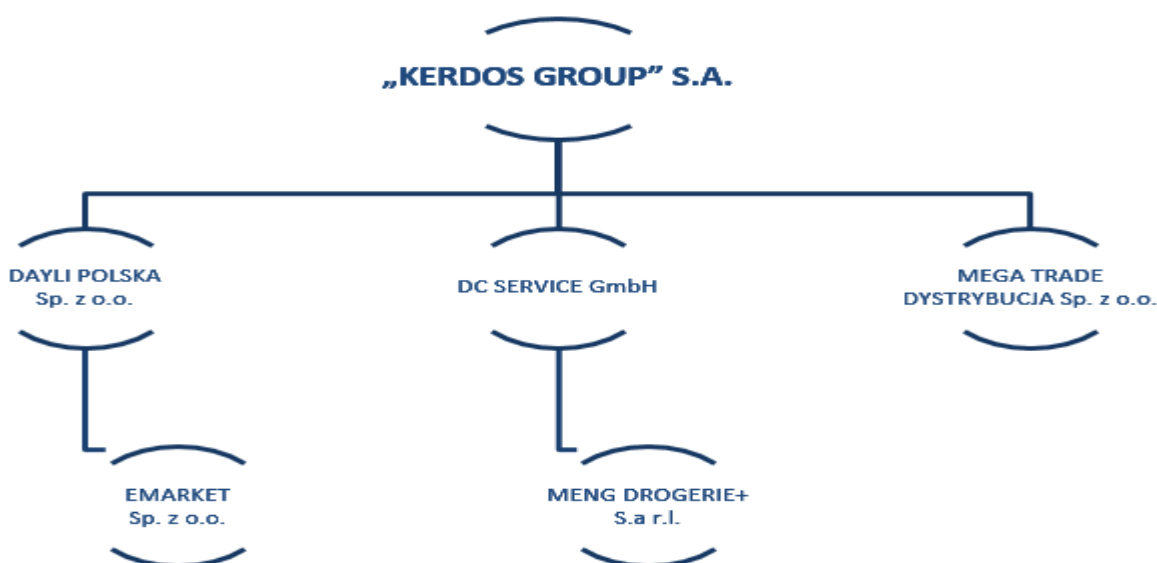 „KERDOS GROUP” S.A.
DAYLI POLSKA
Sp. z o.o.
DC SERVICE GmbH
MEGA TRADE
DYSTRYBUCJA Sp. z o.o.
EMARKET
Sp. z o.o.
MENG DROGERIE+
S.a r.l.